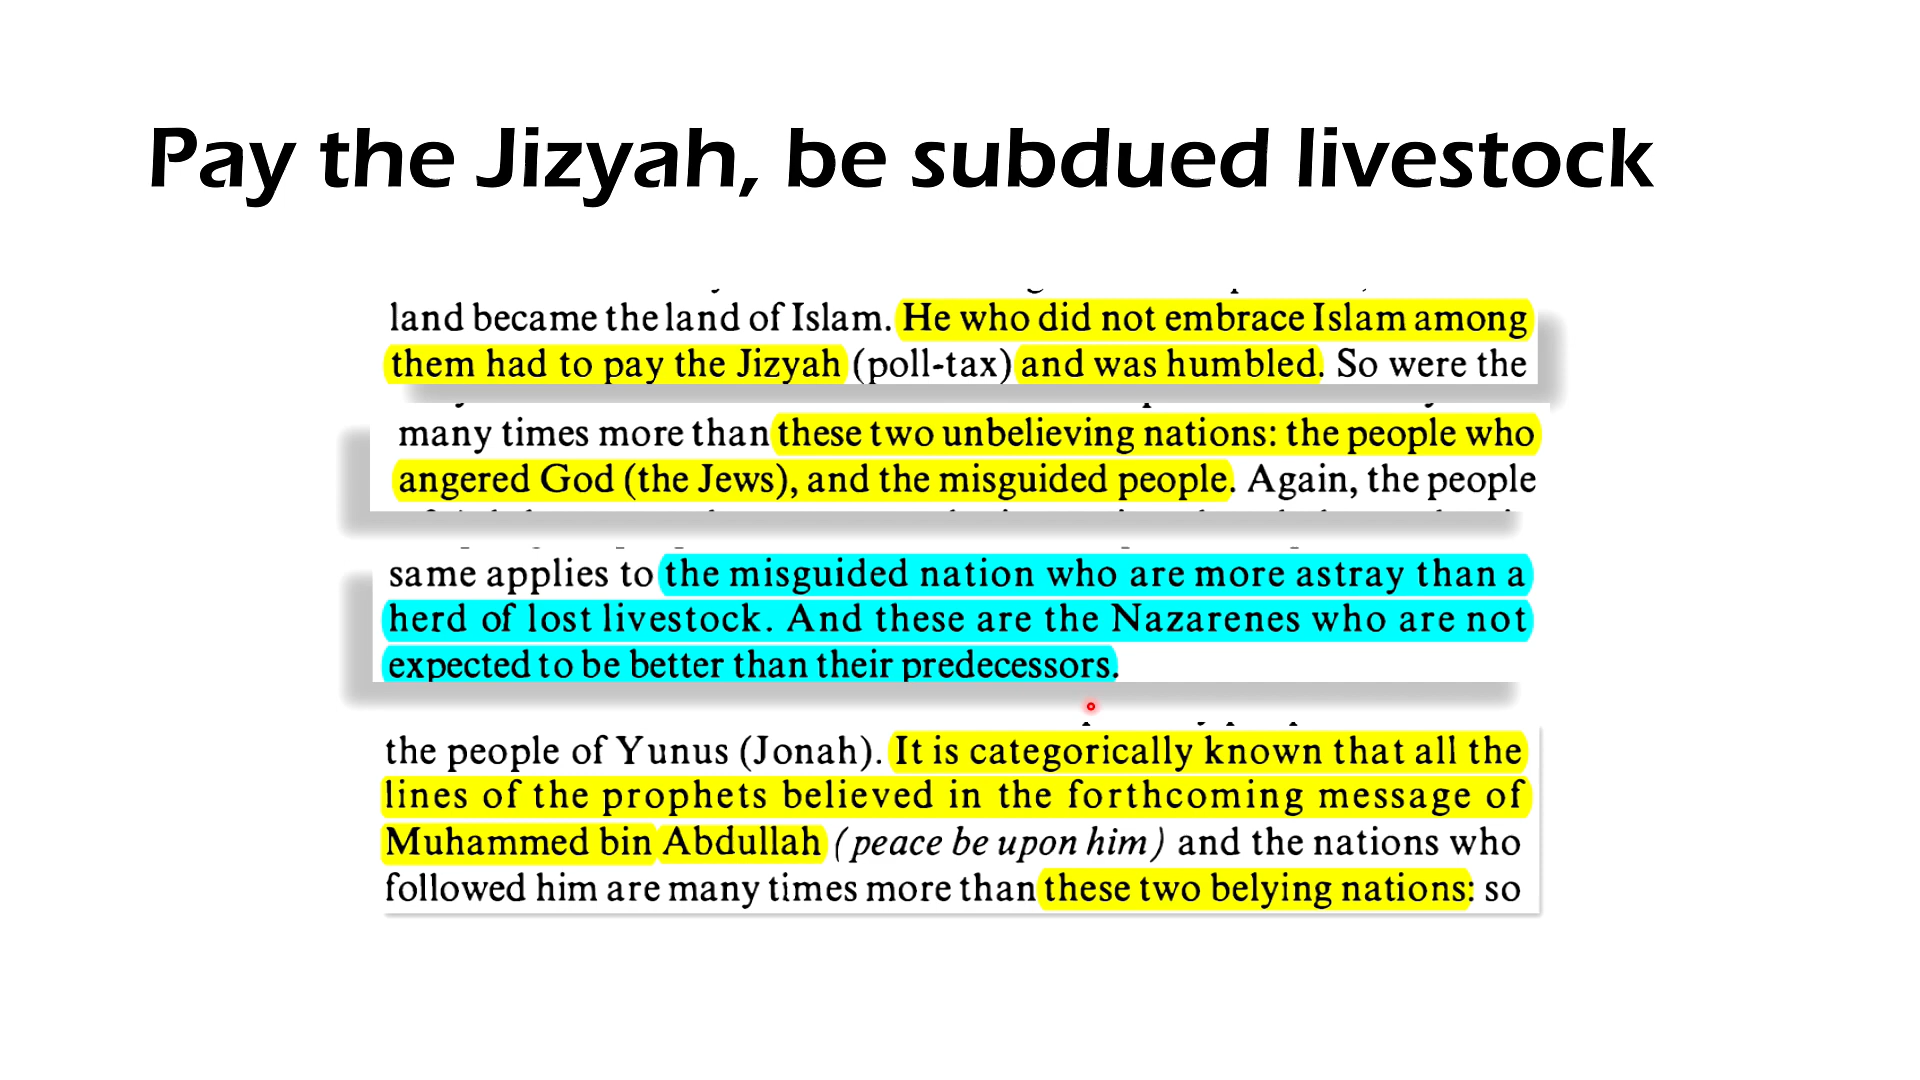 Pay the Jizyah, be subdued livestock
land became the land of Islam. He who did not embrace Islam among
them had to pay the Jizyah (poll-tax) and was humbled. So were the
many times more than these two unbelieving nations: the people who
angered God (the Jews), and the misguided people. Again, the people
same applies to the misguided nation who are more astray than a
herd of lost livestock. And these are the Nazarenes who are not
expected to be better than their predecessors.
the people of Yunus (Jonah). It is categorically known that all the
lines of the prophets believed in the forthcoming message of
Muhammed bin Abdullah (peace be upon him) and the nations who
followed him are many times more than these two belying nations: so